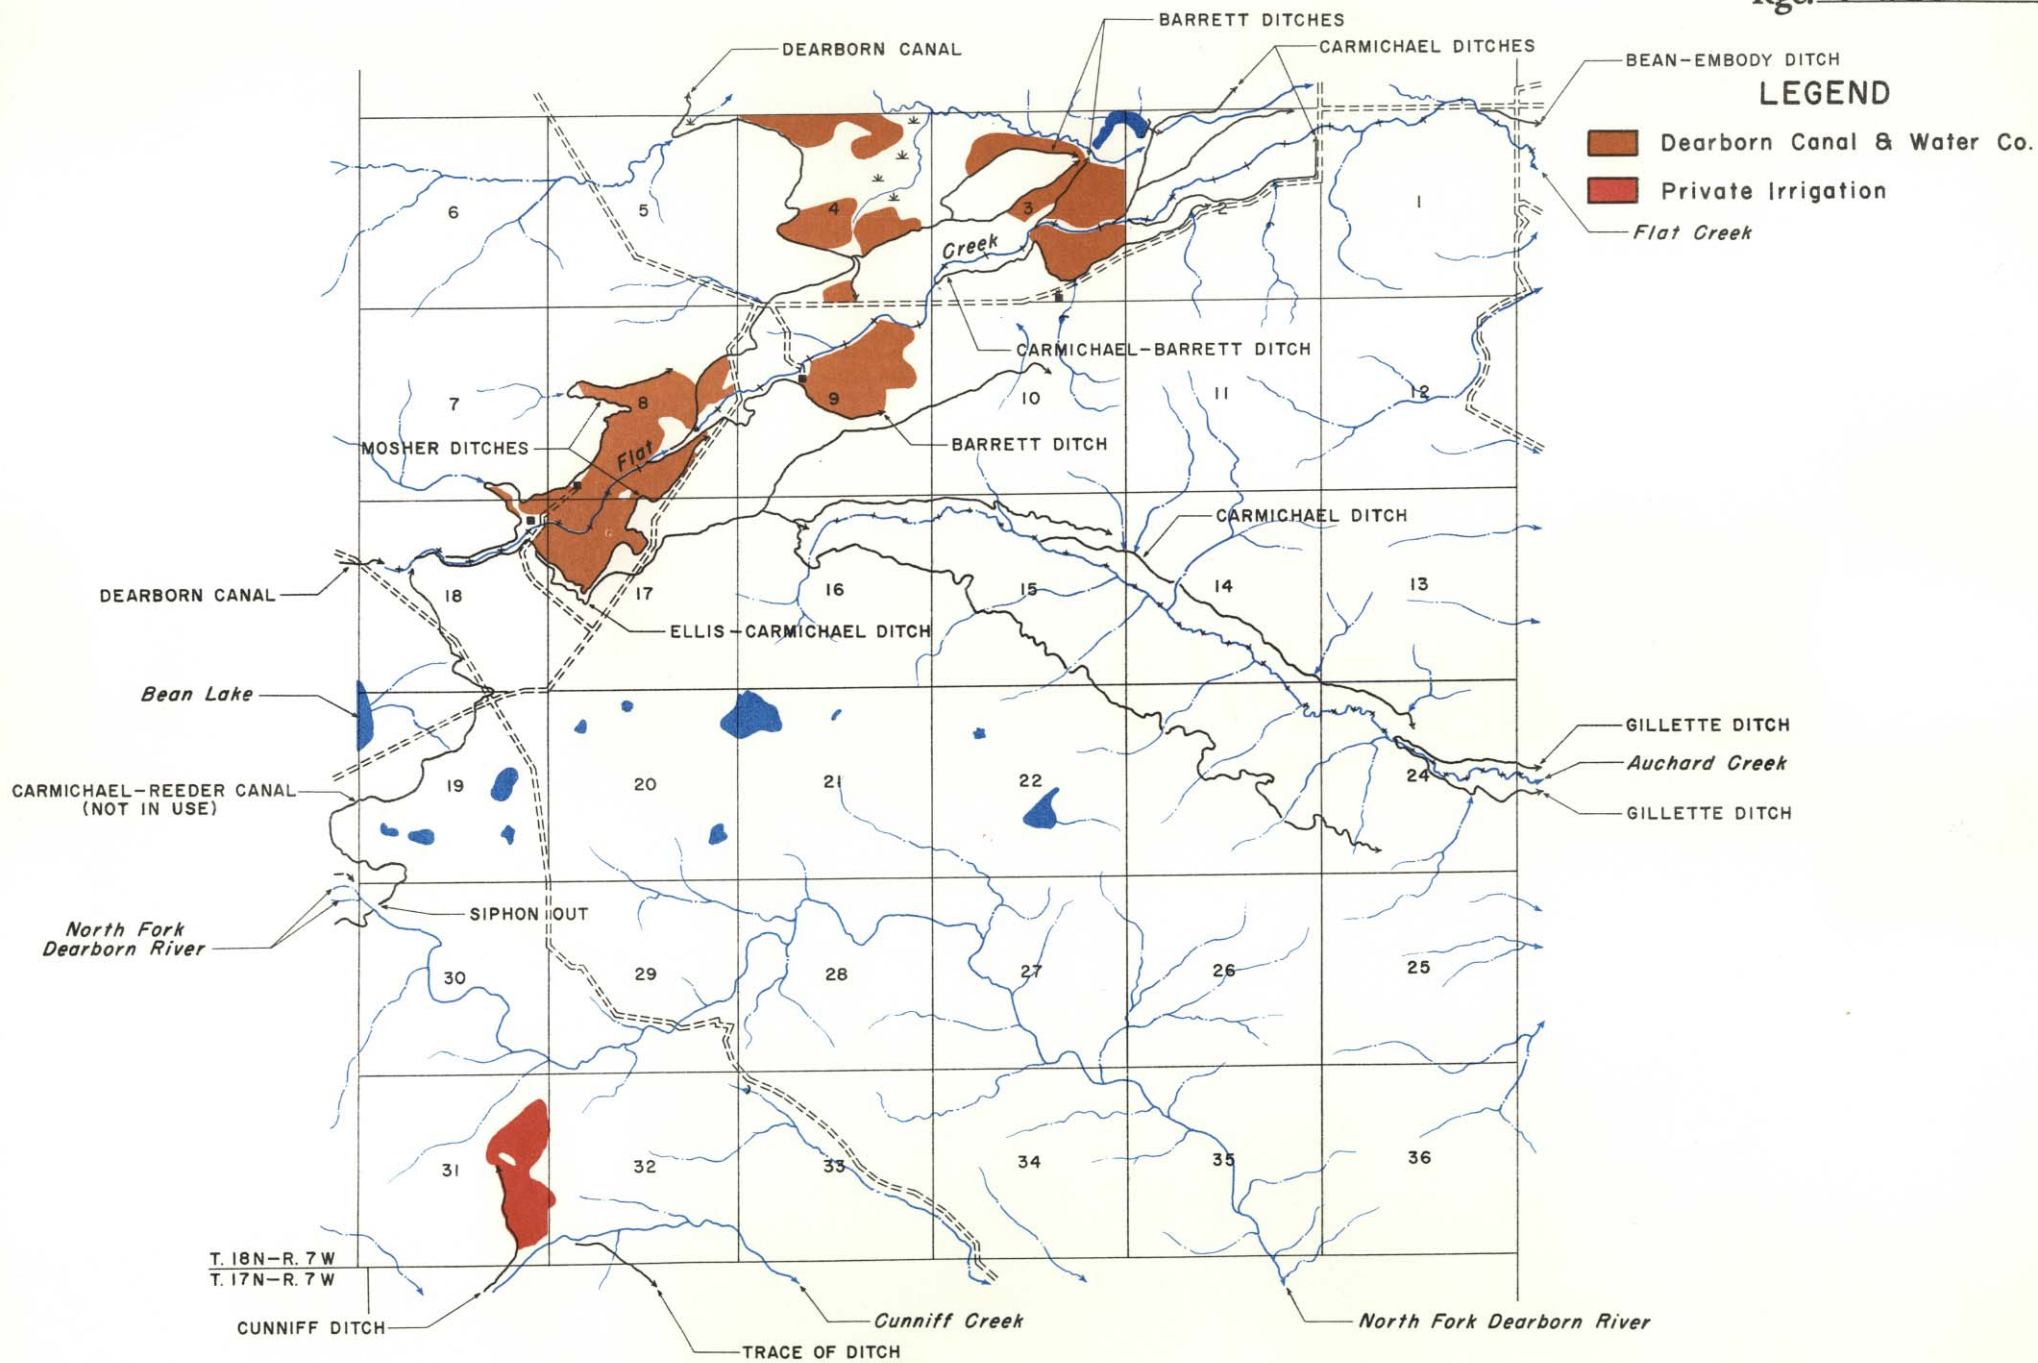 Rge.
BARRETT DITCHES
DEARBORN CANAL
CARMICHAEL DITCHES
BEAN-EMBODY DITCH
LEGEND
Dearborn Canal & Water Co.
Private Irrigation
6
5
4
3
2
1
Flat Creek
Creek
CARMICHAEL-BARRETT DITCH
7
8
9
10
11
12
MOSHER DITCHES
Flat
BARRETT DITCH
CARMICHAEL DITCH
DEARBORN CANAL
18
17
16
15
14
13
ELLIS-CARMICHAEL DITCH
Bean Lake
GILLETTE DITCH
Auchard Creek
CARMICHAEL-REEDER CANAL
(NOT IN USE)
19
20
21
22
24
GILLETTE DITCH
SIPHON OUT
North Fork
Dearborn River
30
29
28
27
26
25
31
32
33
34
35
36
T. 18N-R. 7W
T. 17N-R. 7W
CUNNIFF DITCH
Cunniff Creek
North Fork Dearborn River
TRACE OF DITCH